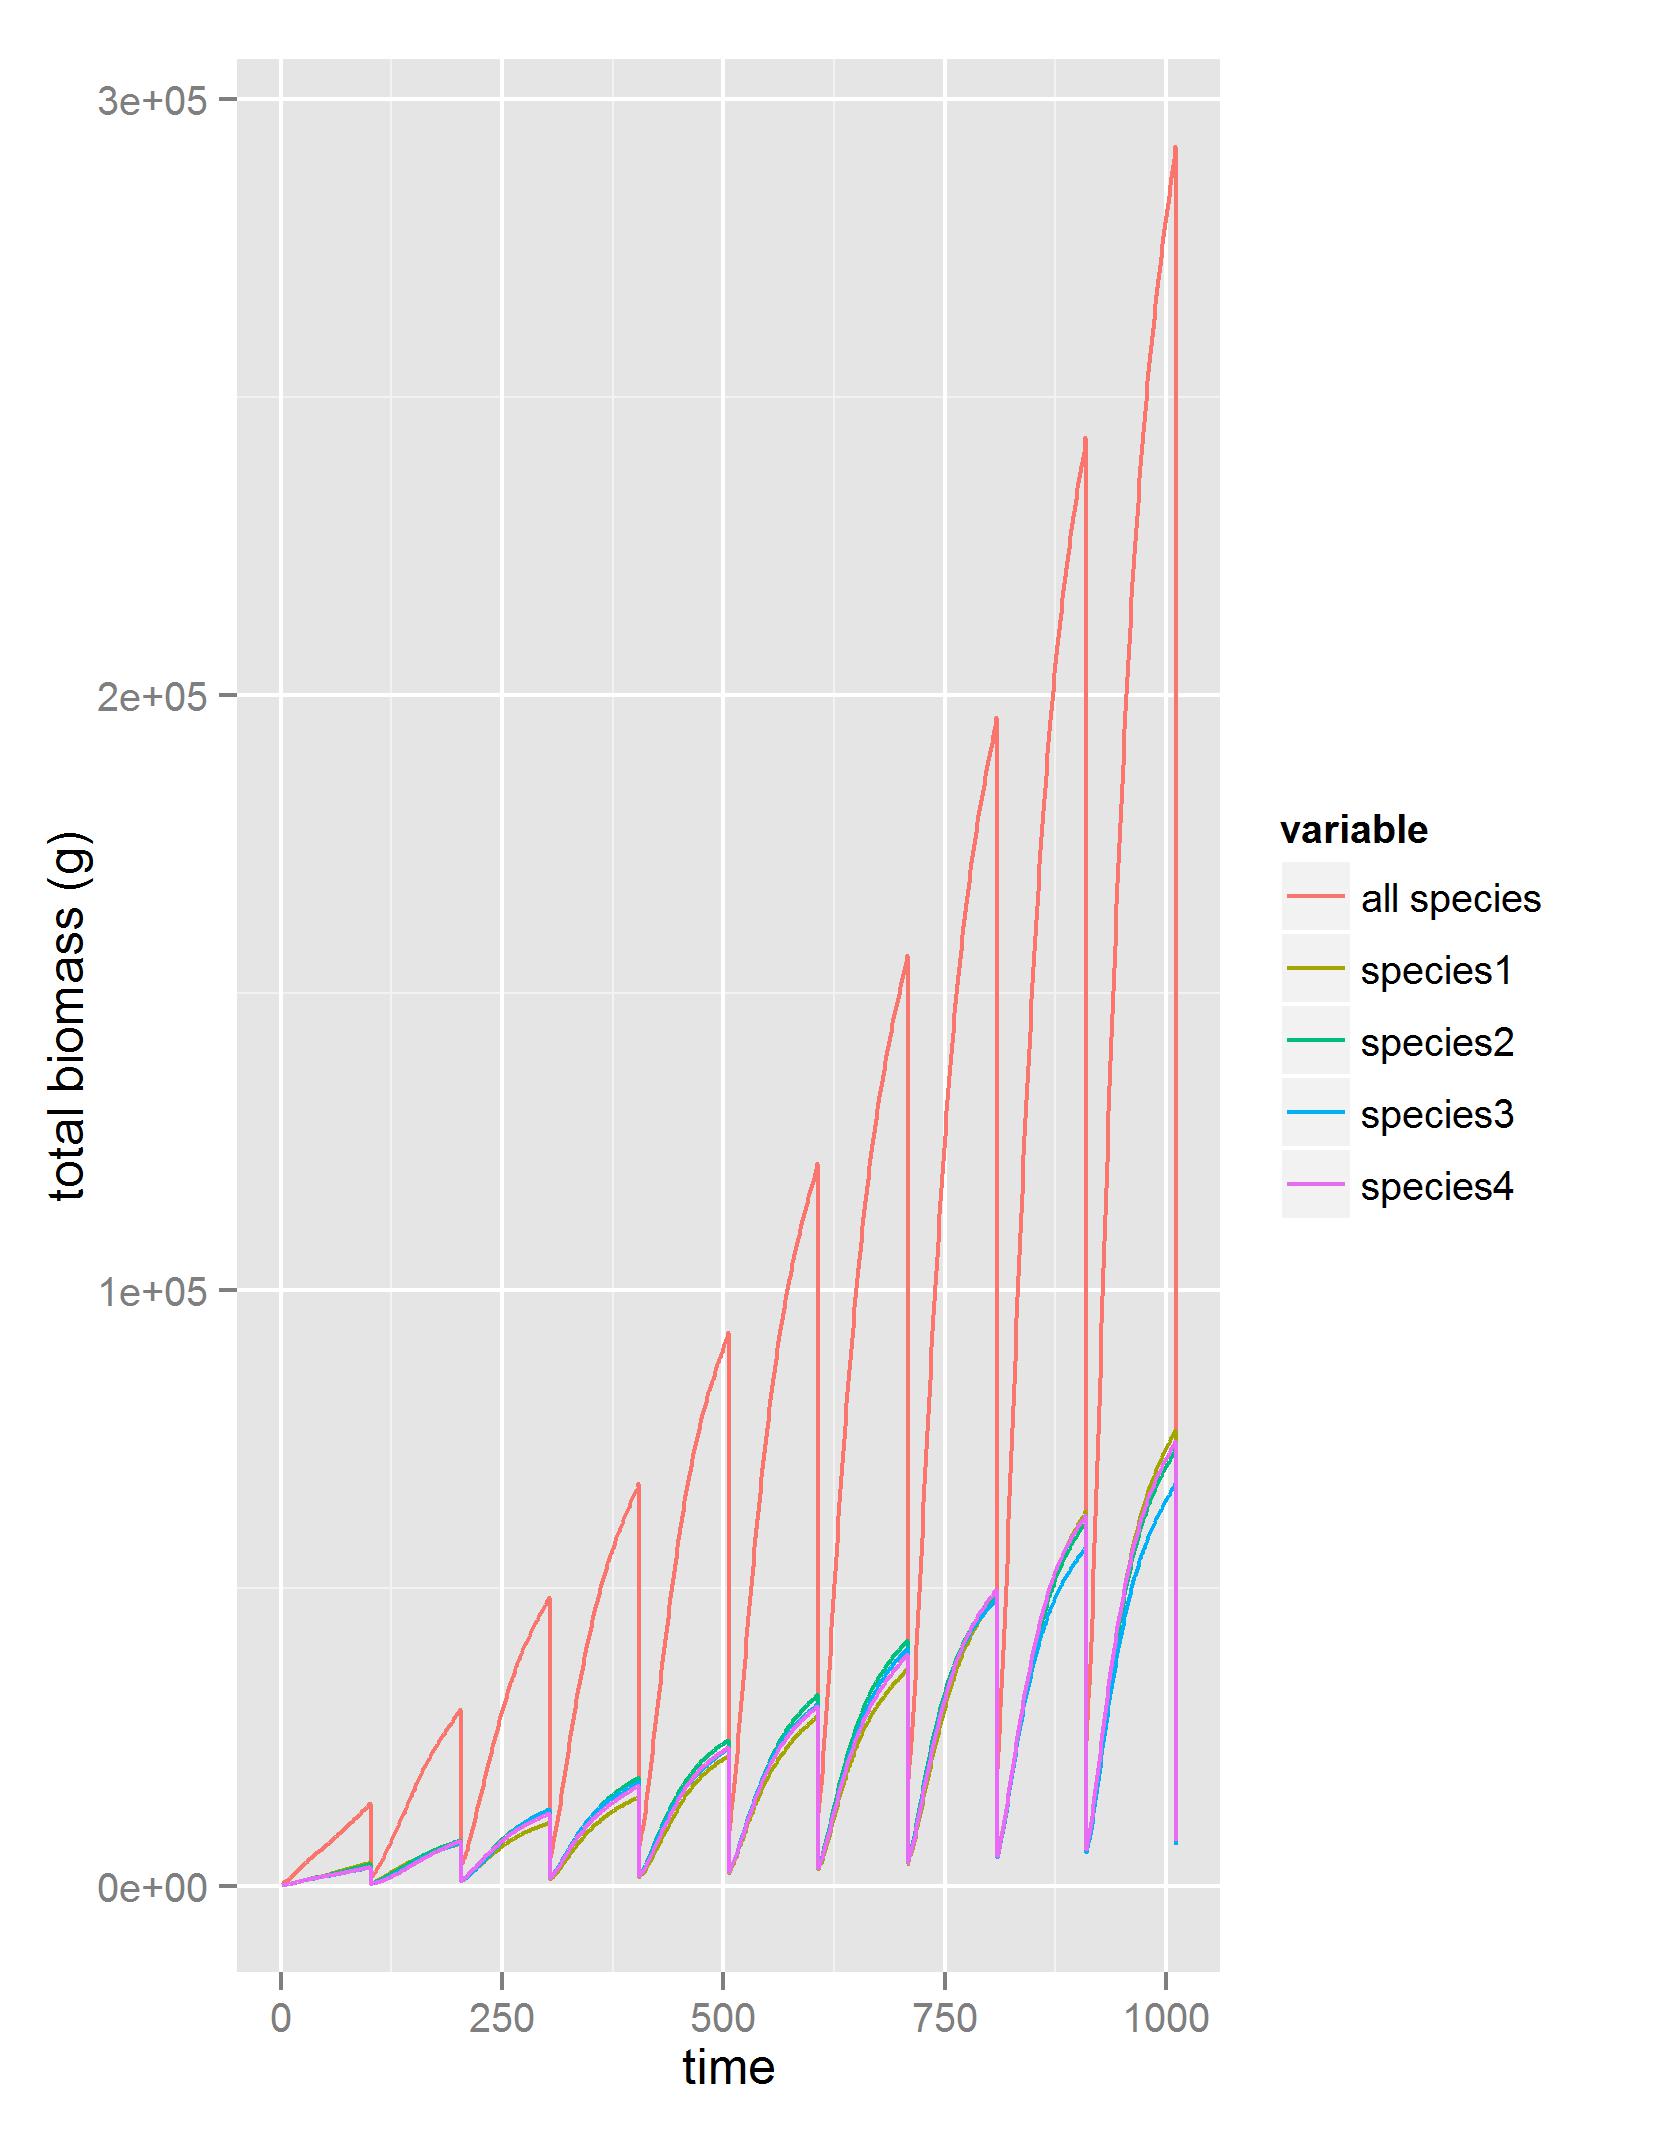 3e+05
2e+05
1e+05
0e+00
total biomass (g)
0 250 500 750 1000
time
variable
all species
species1
species2
species3
species4